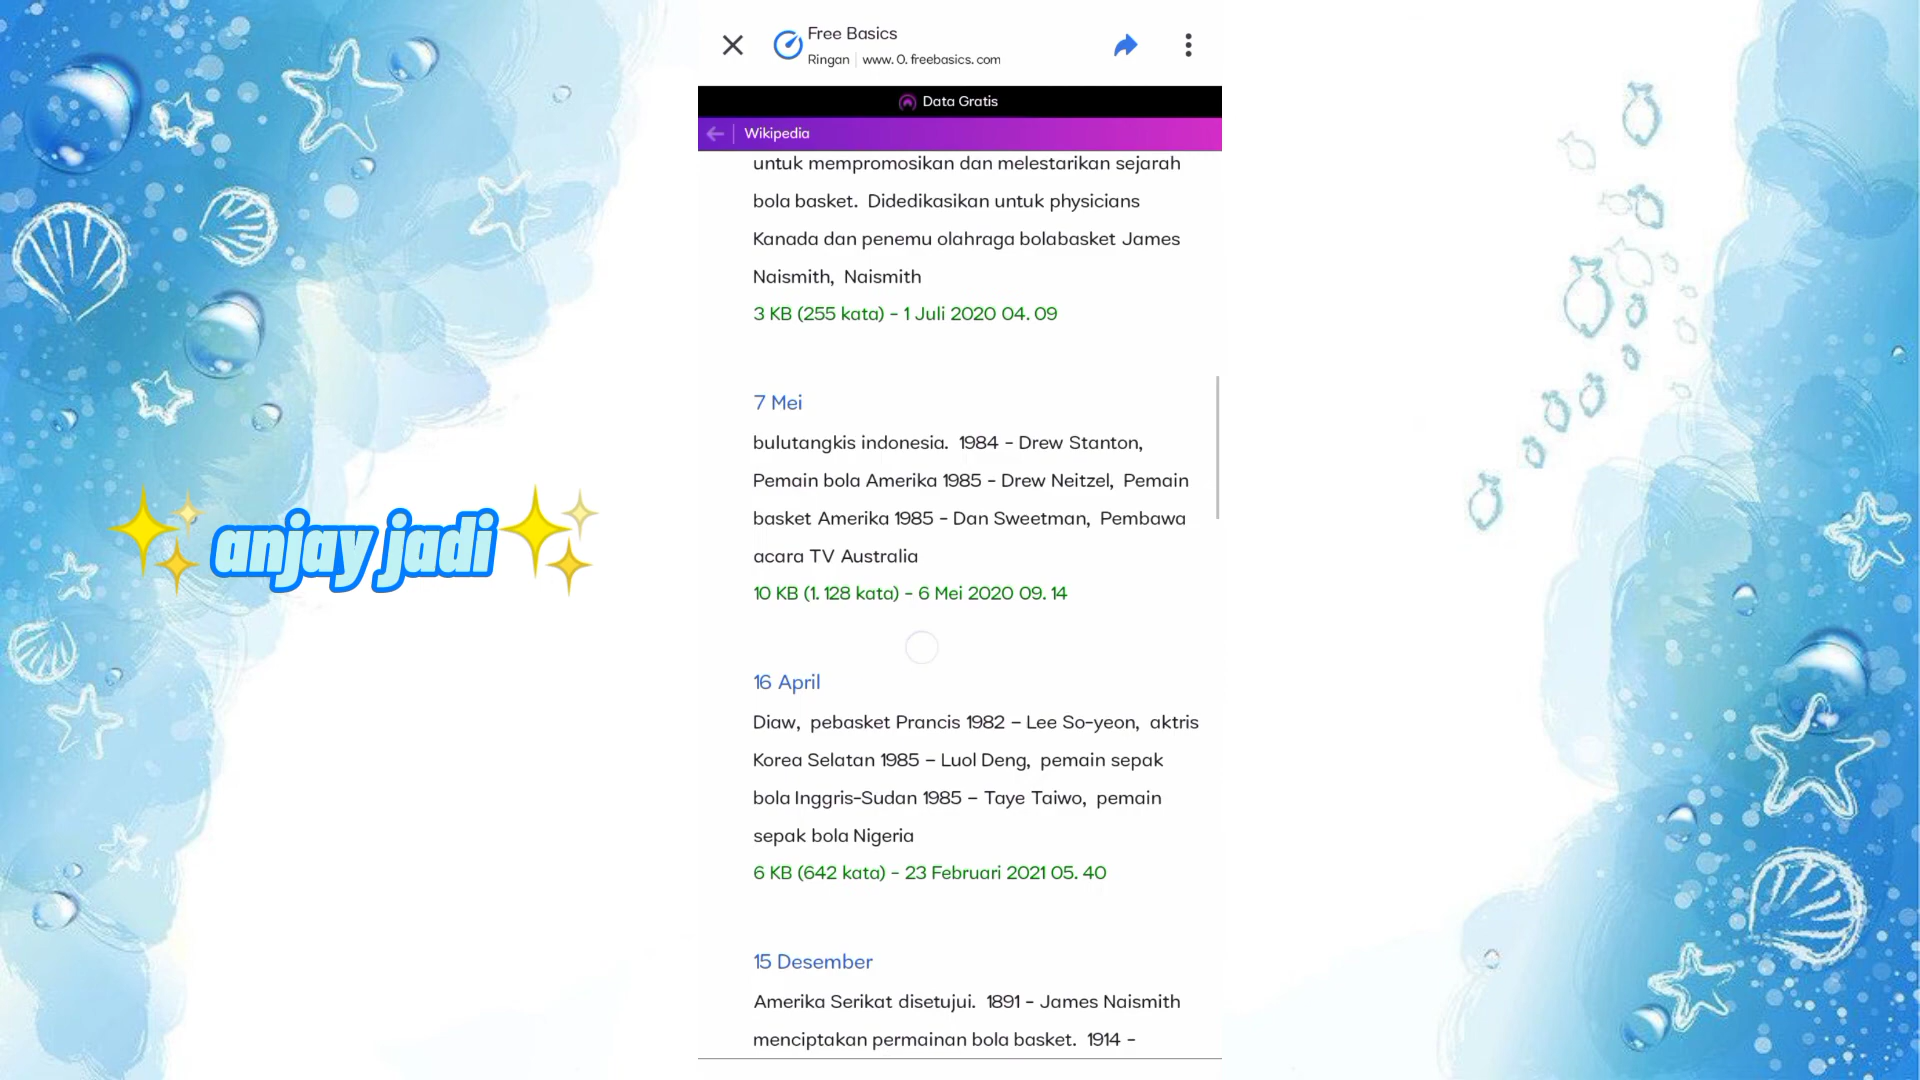 Free Basics
Ringan | www.0.freebasics.com
Data Gratis
Wikipedia
untuk mempromosikan dan melestarikan sejarah
bola basket. Didedikasikan untuk physicians
Kanada dan penemu olahraga bolabasket James
Naismith, Naismith
3 KB (255 kata) - 1 Juli 2020 04.09
7 Mei
bulutangkis indonesia. 1984 - Drew Stanton,
Pemain bola Amerika 1985 - Drew Neitzel, Pemain
basket Amerika 1985 - Dan Sweetman, Pembawa
acara TV Australia
10 KB (1.128 kata) - 6 Mei 2020 09.14
✨anjay jadi✨
16 April
Diaw, pebasket Prancis 1982 – Lee So-yeon, aktris
Korea Selatan 1985 – Luol Deng, pemain sepak
bola Inggris-Sudan 1985 – Taye Taiwo, pemain
sepak bola Nigeria
6 KB (642 kata) - 23 Februari 2021 05.40
15 Desember
Amerika Serikat disetujui. 1891 - James Naismith
menciptakan permainan bola basket. 1914 -